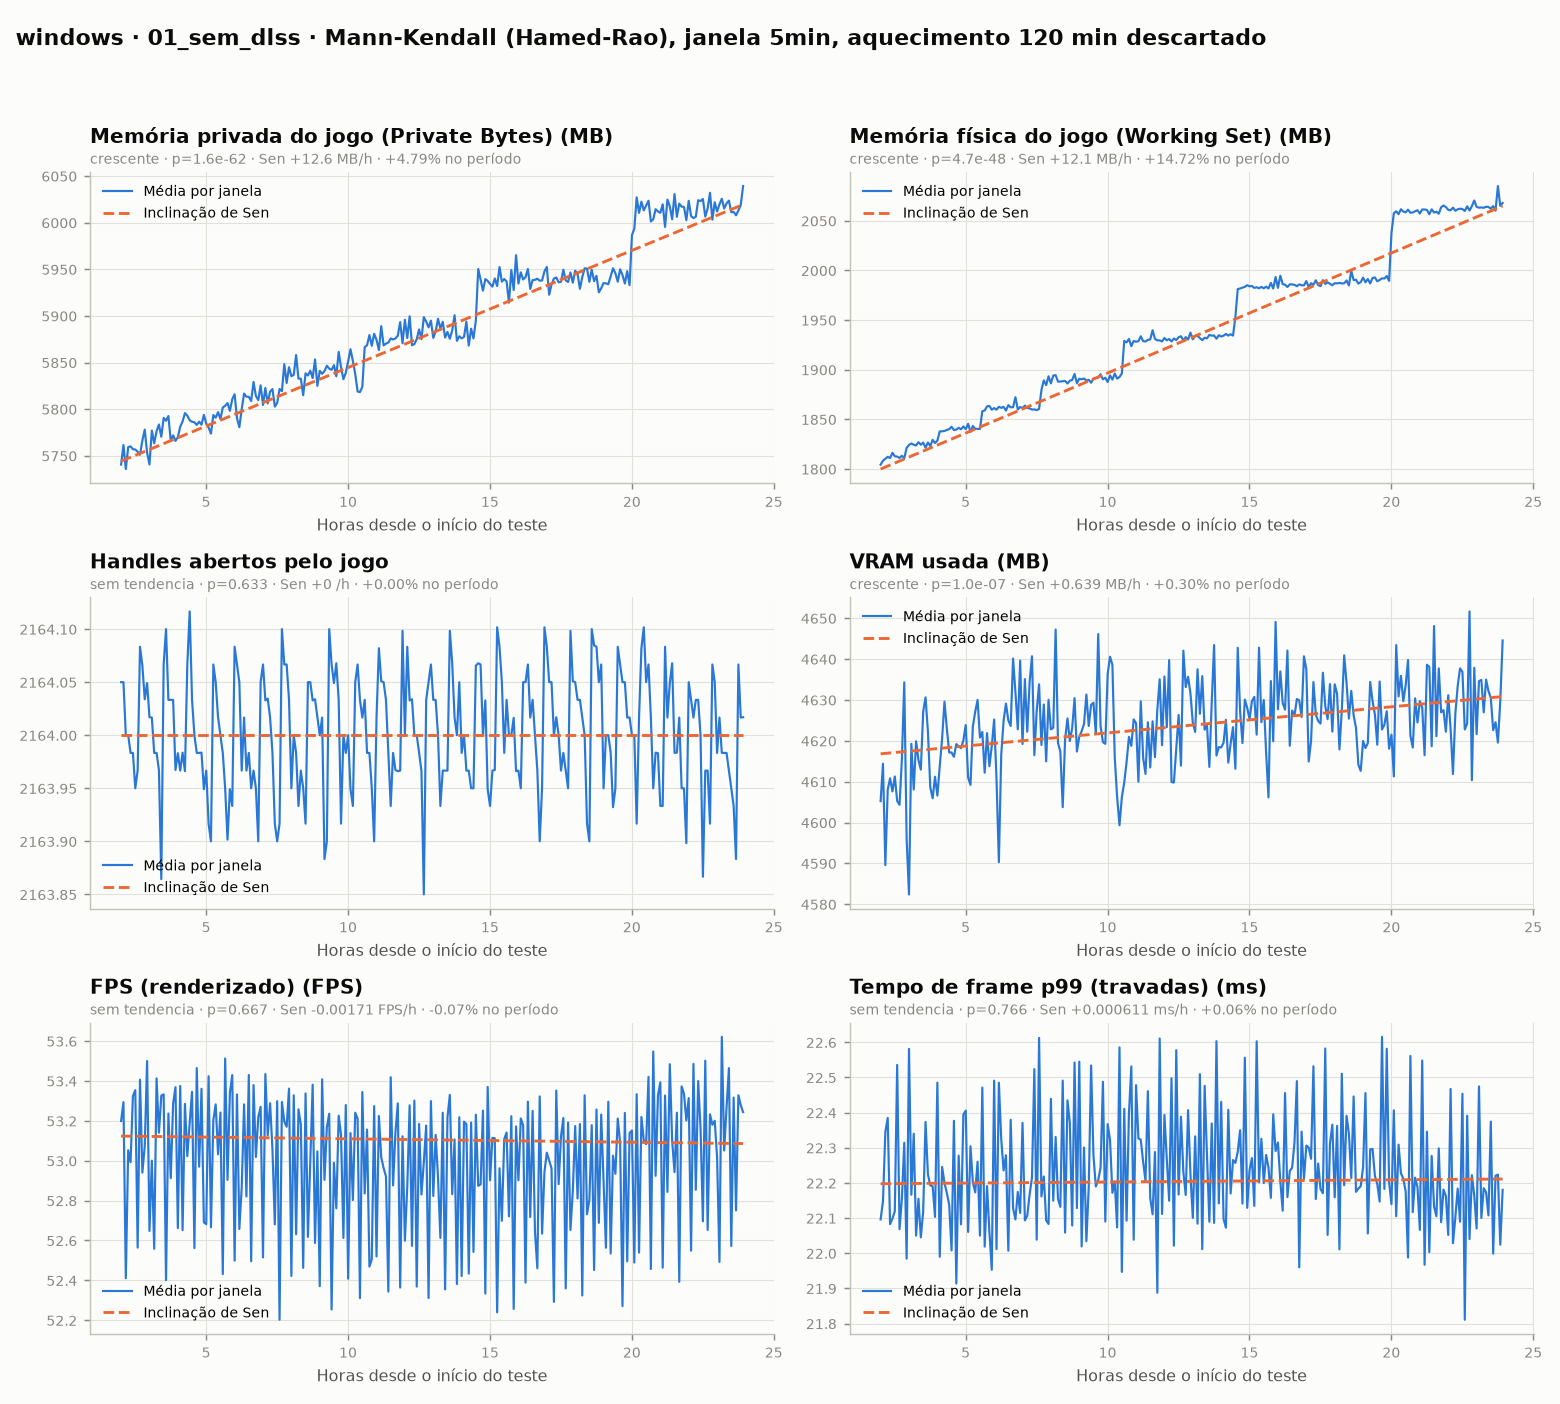 windows · 01_sem_dlss · Mann-Kendall (Hamed-Rao), janela 5min, aquecimento 120 min descartado
Memória privada do jogo (Private Bytes) (MB)
crescente · p=1.6e-62 · Sen +12.6 MB/h · +4.79% no período
Média por janela
Inclinação de Sen
6050
6000
5950
5900
5850
5800
5750
5
10
15
20
25
Horas desde o início do teste
Memória física do jogo (Working Set) (MB)
crescente · p=4.7e-48 · Sen +12.1 MB/h · +14.72% no período
Média por janela
Inclinação de Sen
2050
2000
1950
1900
1850
1800
5
10
15
20
25
Horas desde o início do teste
Handles abertos pelo jogo
sem tendencia · p=0.633 · Sen +0 /h · +0.00% no período
2164.10
2164.05
2164.00
2163.95
2163.90
2163.85
Média por janela
Inclinação de Sen
5
10
15
20
25
Horas desde o início do teste
VRAM usada (MB)
crescente · p=1.0e-07 · Sen +0.639 MB/h · +0.30% no período
Média por janela
Inclinação de Sen
4650
4640
4630
4620
4610
4600
4590
4580
5
10
15
20
25
Horas desde o início do teste
FPS (renderizado) (FPS)
sem tendencia · p=0.667 · Sen -0.00171 FPS/h · -0.07% no período
53.6
53.4
53.2
53.0
52.8
52.6
52.4
52.2
Média por janela
Inclinação de Sen
5
10
15
20
25
Horas desde o início do teste
Tempo de frame p99 (travadas) (ms)
sem tendencia · p=0.766 · Sen +0.000611 ms/h · +0.06% no período
22.6
22.5
22.4
22.3
22.2
22.1
22.0
21.9
21.8
Média por janela
Inclinação de Sen
5
10
15
20
25
Horas desde o início do teste